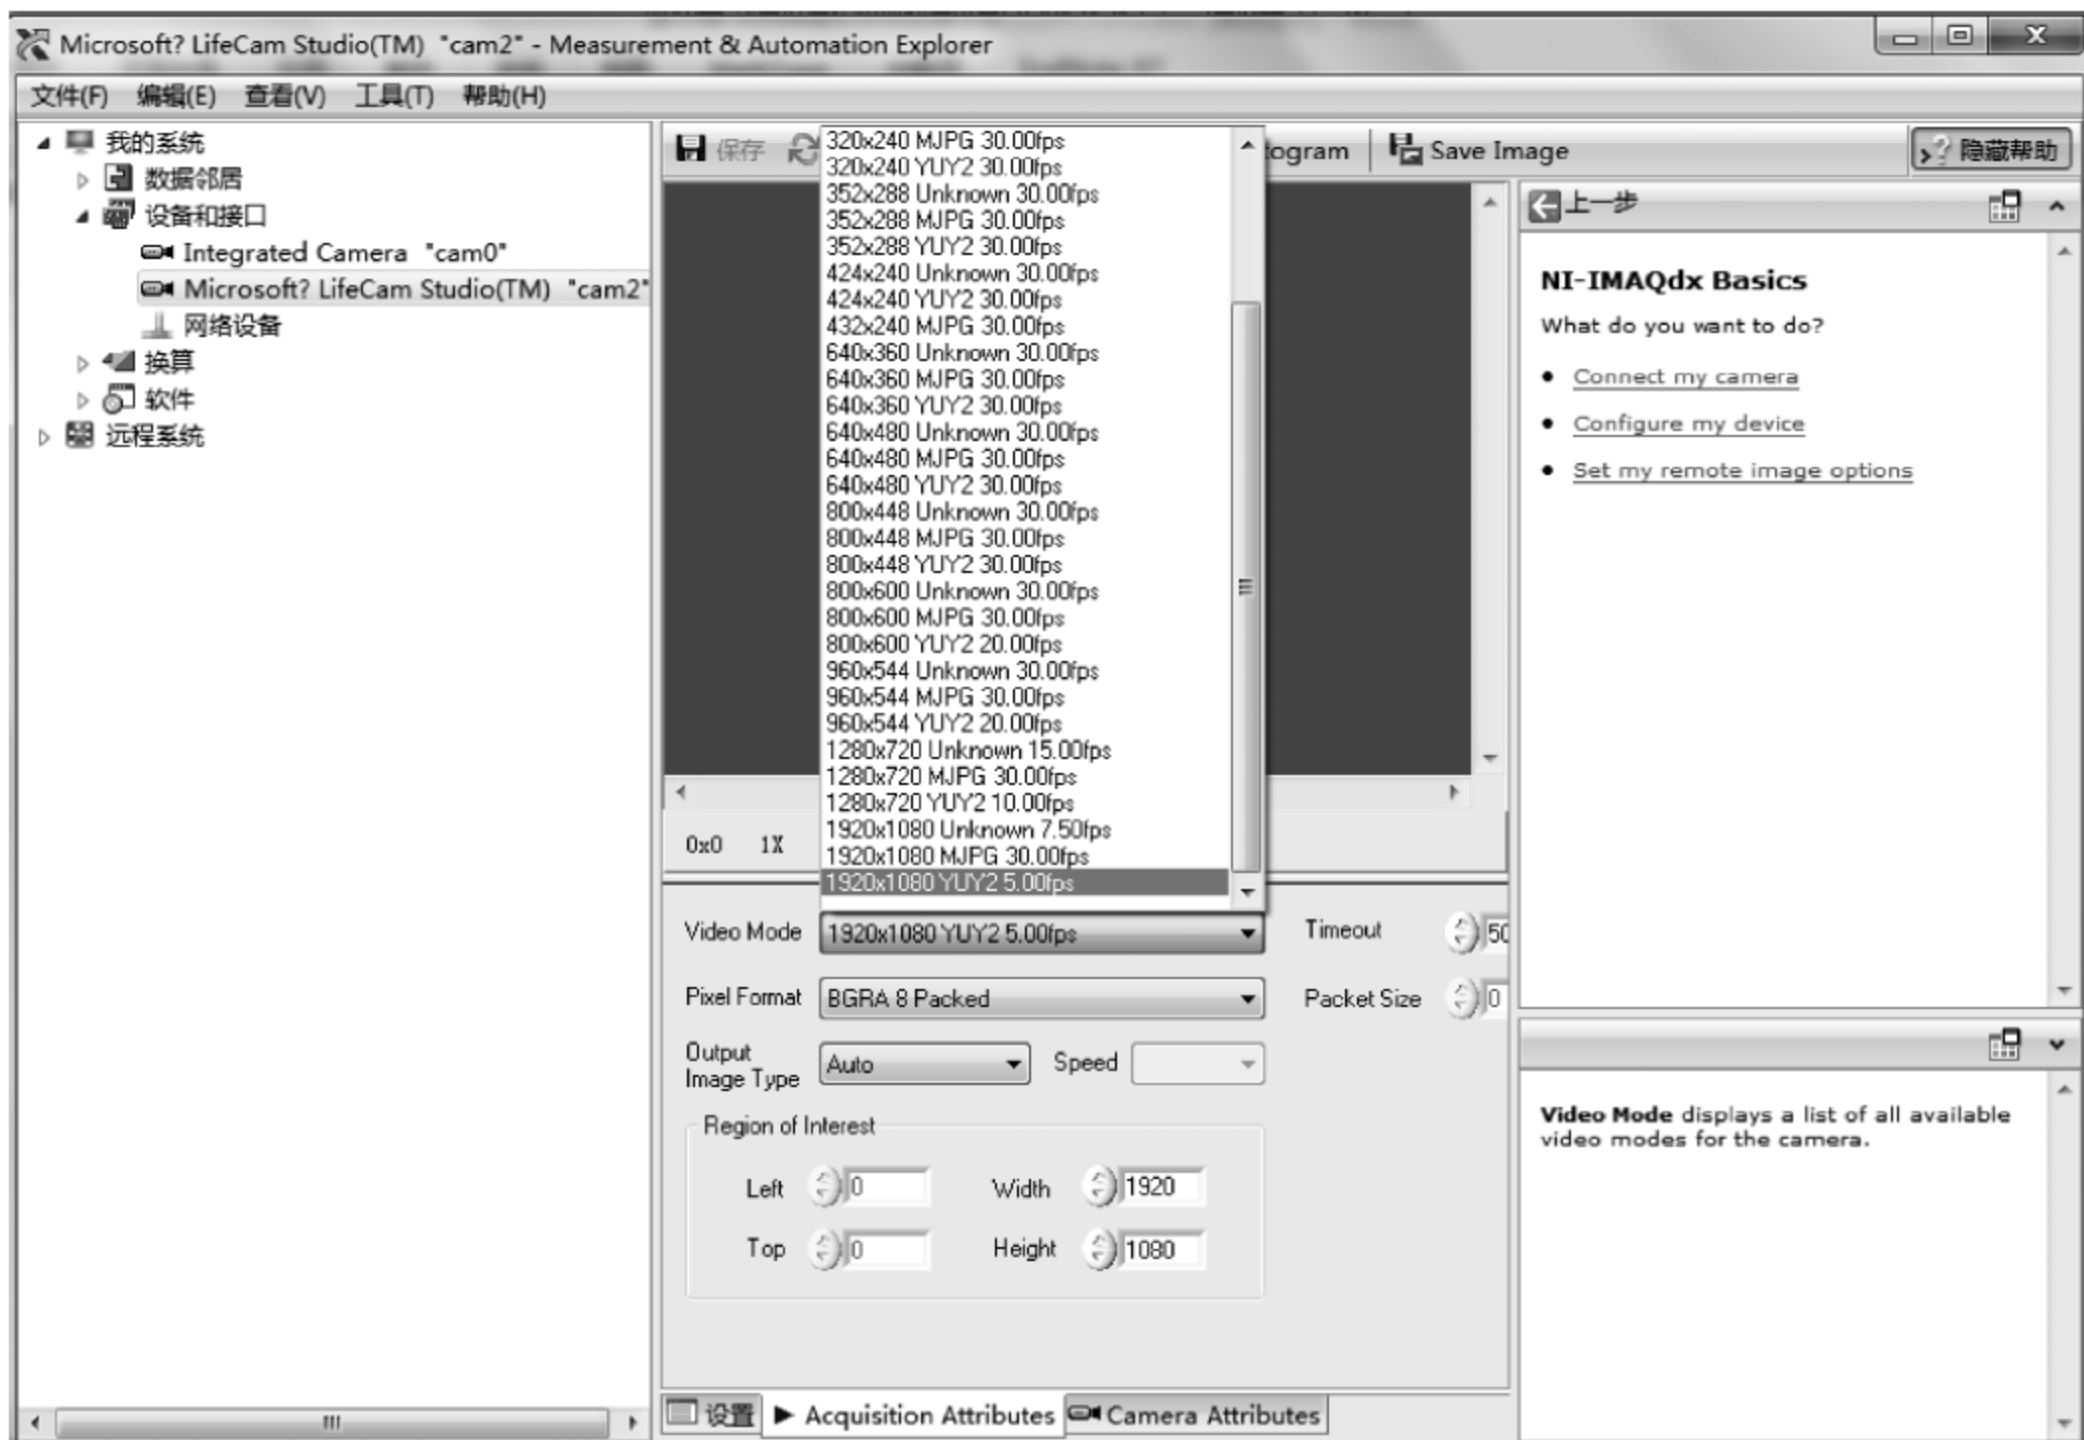 Microsoft? LifeCam Studio(TM) "cam2" - Measurement & Automation Explorer
文件(F) 编辑(E) 查看(V) 工具(T) 帮助(H)
我的系统
数据邻居
设备和接口
Integrated Camera "cam0"
Microsoft? LifeCam Studio(TM) "cam2"
网络设备
换算
软件
远程系统
保存
togram
Save Image
隐藏帮助
320x240 MJPG 30.00fps
320x240 YUY2 30.00fps
352x288 Unknown 30.00fps
352x288 MJPG 30.00fps
352x288 YUY2 30.00fps
424x240 Unknown 30.00fps
424x240 YUY2 30.00fps
432x240 MJPG 30.00fps
640x360 Unknown 30.00fps
640x360 MJPG 30.00fps
640x360 YUY2 30.00fps
640x480 Unknown 30.00fps
640x480 MJPG 30.00fps
640x480 YUY2 30.00fps
800x448 Unknown 30.00fps
800x448 MJPG 30.00fps
800x448 YUY2 30.00fps
800x600 Unknown 30.00fps
800x600 MJPG 30.00fps
800x600 YUY2 20.00fps
960x544 Unknown 30.00fps
960x544 MJPG 30.00fps
960x544 YUY2 20.00fps
1280x720 Unknown 15.00fps
1280x720 MJPG 30.00fps
1280x720 YUY2 10.00fps
1920x1080 Unknown 7.50fps
1920x1080 MJPG 30.00fps
1920x1080 YUY2 5.00fps
0x0 1X
Video Mode 1920x1080 YUY2 5.00fps Timeout 50
Pixel Format BGRA 8 Packed Packet Size 0
Output
Image Type Auto Speed
Region of Interest
Left 0 Width 1920
Top 0 Height 1080
设置 Acquisition Attributes Camera Attributes
上一步
NI-IMAQdx Basics
What do you want to do?
• Connect my camera
• Configure my device
• Set my remote image options
Video Mode displays a list of all available
video modes for the camera.